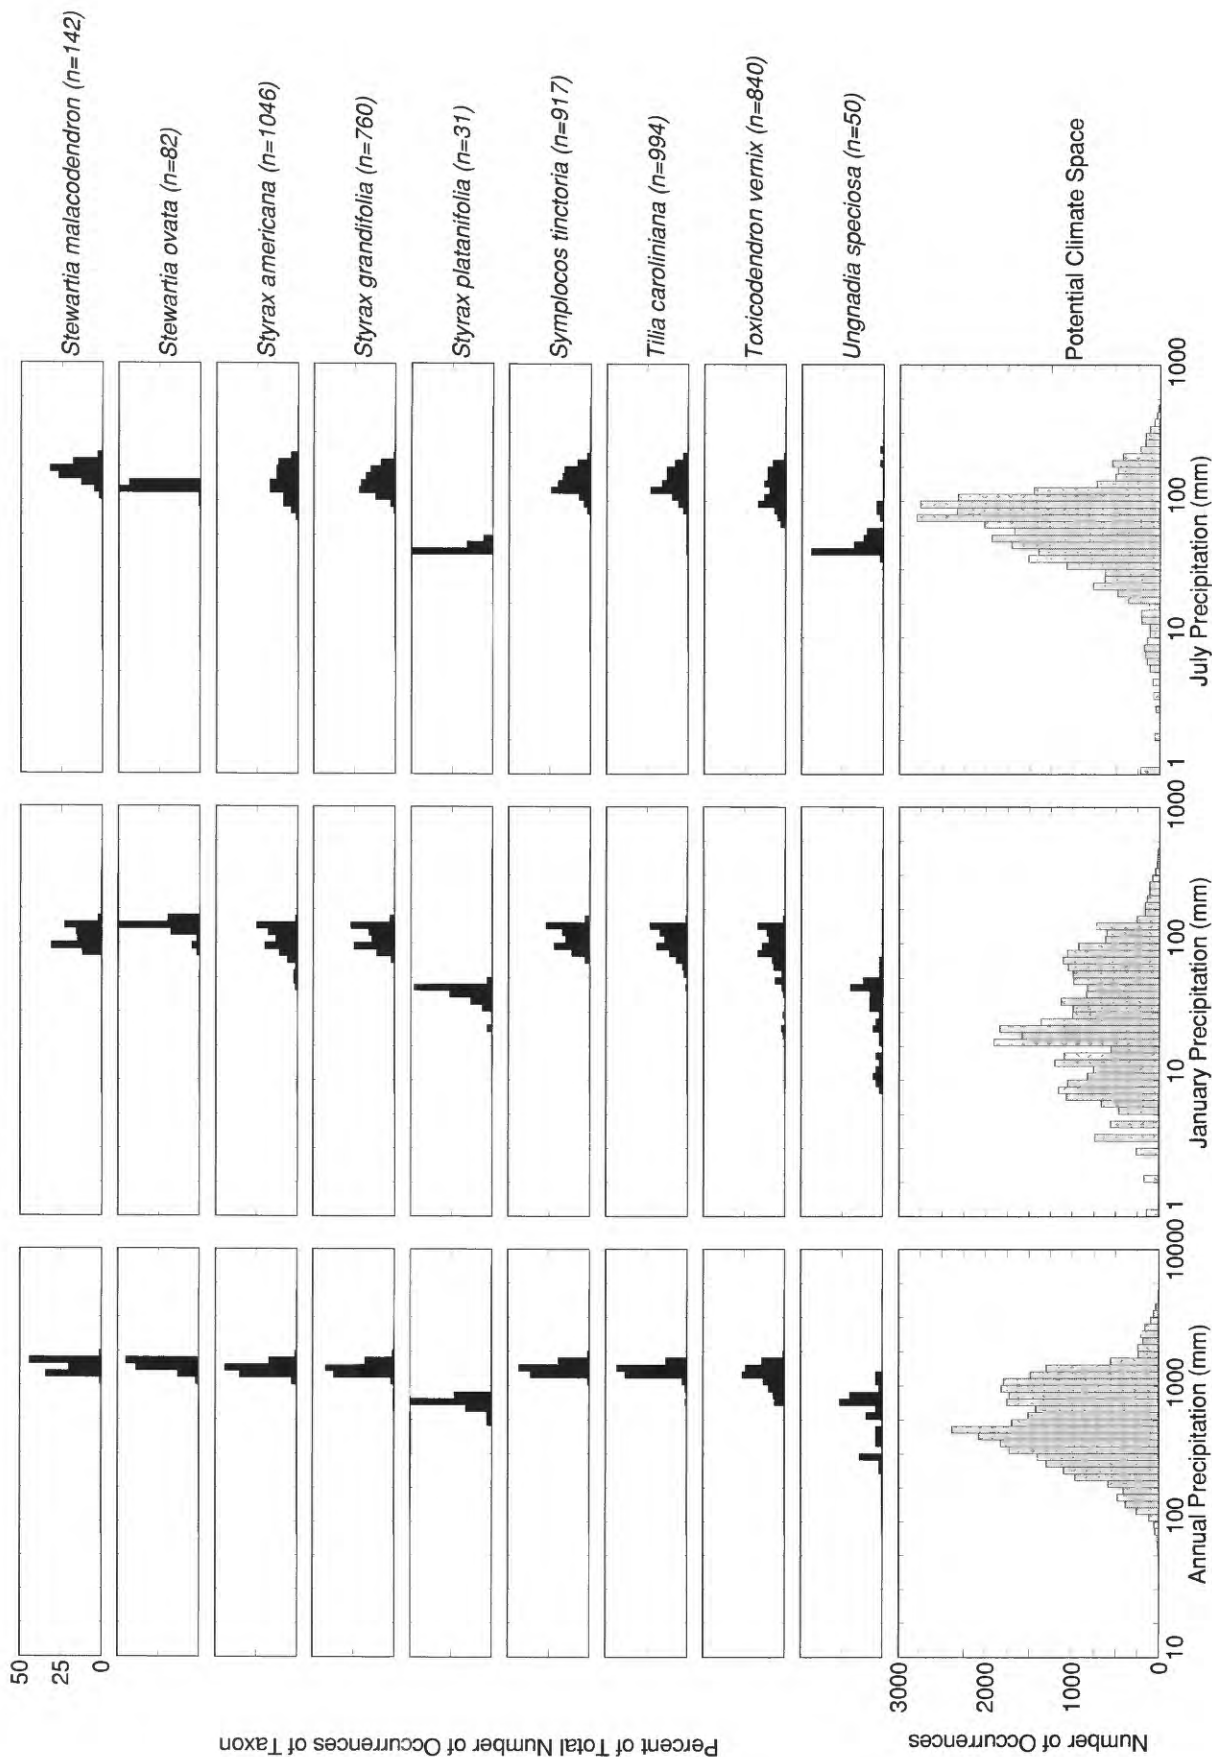 Percent of Total Number of Occurrences of Taxon
50
25
0
Stewartia malacodendron (n=142)
Stewartia ovata (n=82)
Styrax americana (n=1046)
Styrax grandifolia (n=760)
Styrax platanifolia (n=31)
Symplocos tinctoria (n=917)
Tilia caroliniana (n=994)
Toxicodendron vernix (n=840)
Ungnadia speciosa (n=50)
Potential Climate Space
Number of Occurrences
3000
2000
1000
0
10 100 1000 10000
Annual Precipitation (mm)
1 10 100 1000
January Precipitation (mm)
1 10 100 1000
July Precipitation (mm)